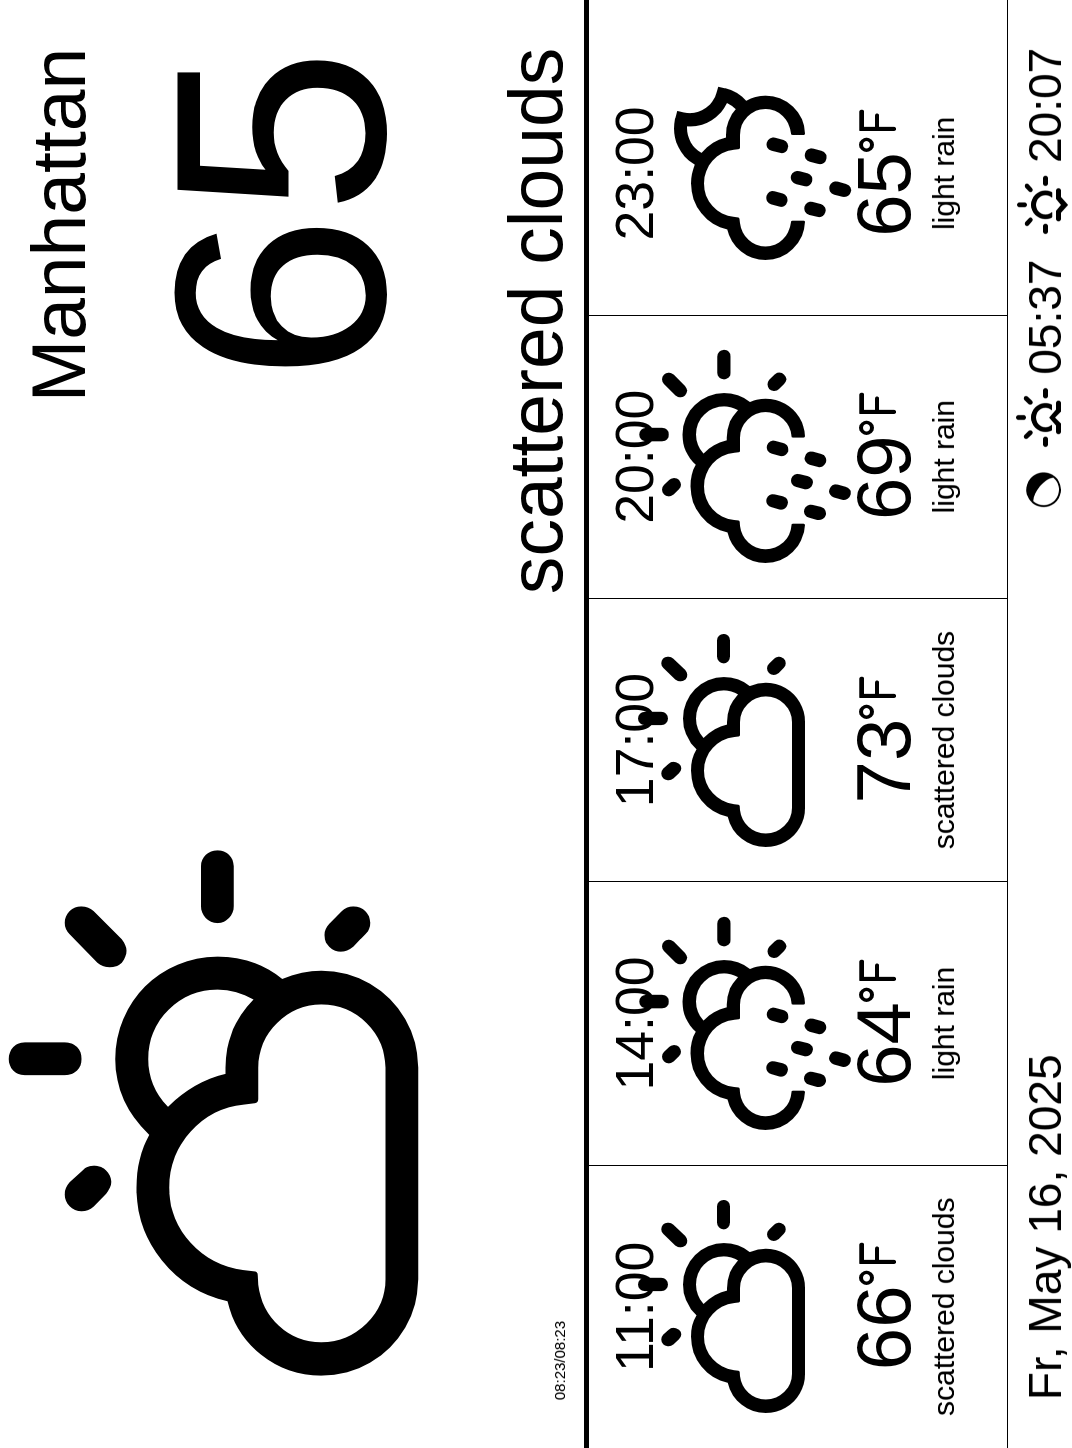 Manhattan
65
scattered clouds
08:23/08:23
11:00
66°F
scattered clouds
14:00
64°F
light rain
17:00
73°F
scattered clouds
20:00
69°F
light rain
23:00
65°F
light rain
Fr, May 16, 2025
05:37
20:07